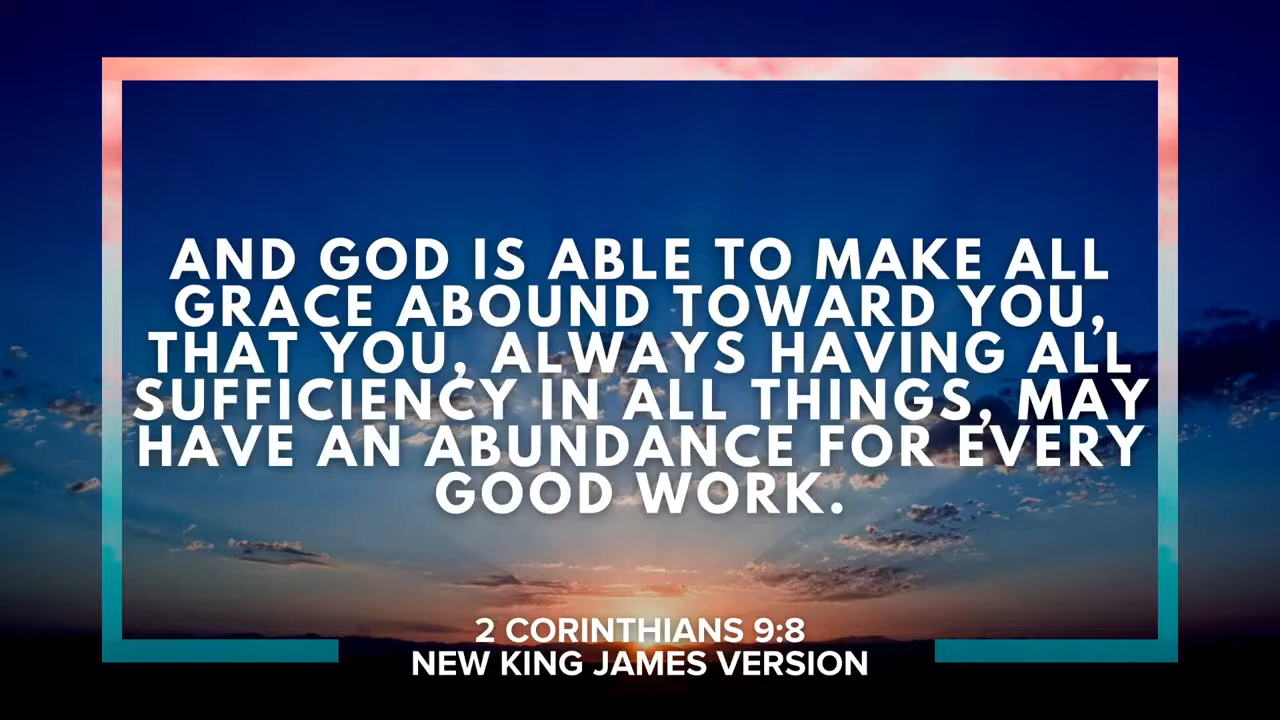 AND GOD IS ABLE TO MAKE ALL
GRACE ABOUND TOWARD YOU,
THAT YOU, ALWAYS HAVING ALL
SUFFICIENCY IN ALL THINGS, MAY
HAVE AN ABUNDANCE FOR EVERY
GOOD WORK.
2 CORINTHIANS 9:8
NEW KING JAMES VERSION